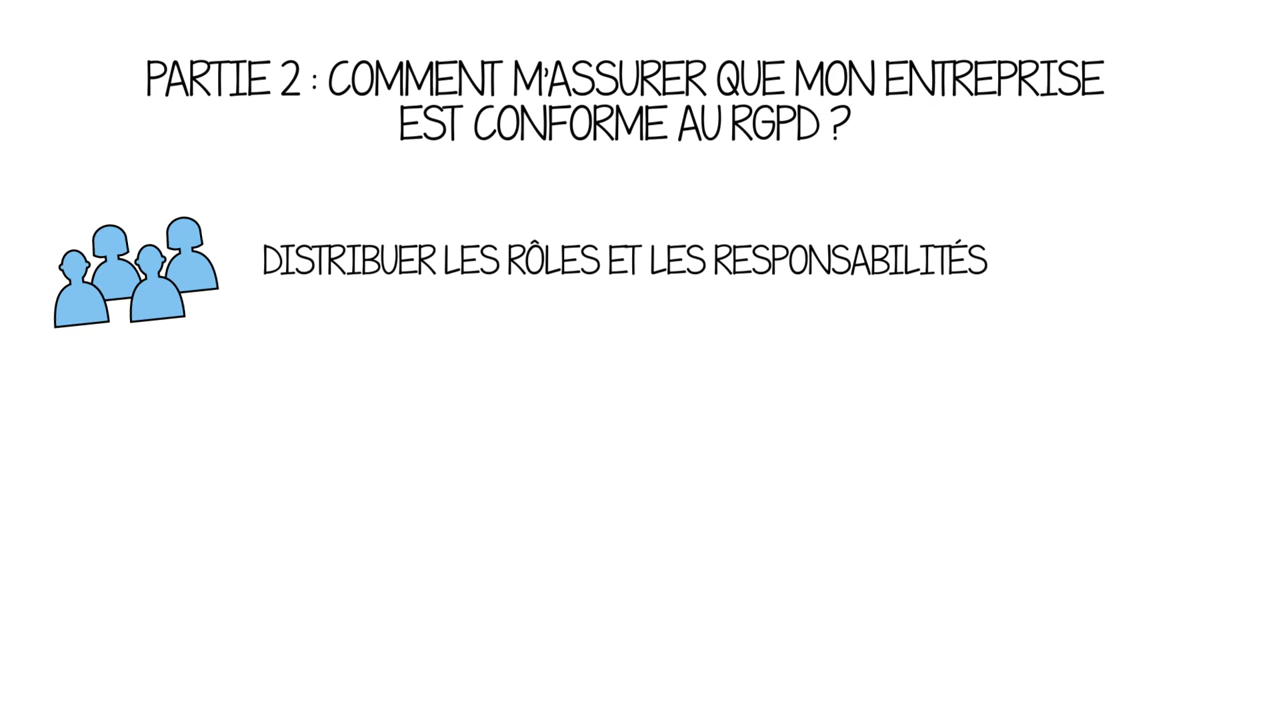 PARTIE 2 : COMMENT M'ASSURER QUE MON ENTREPRISE
EST CONFORME AU RGPD ?
DISTRIBUER LES RÔLES ET LES RESPONSABILITÉS